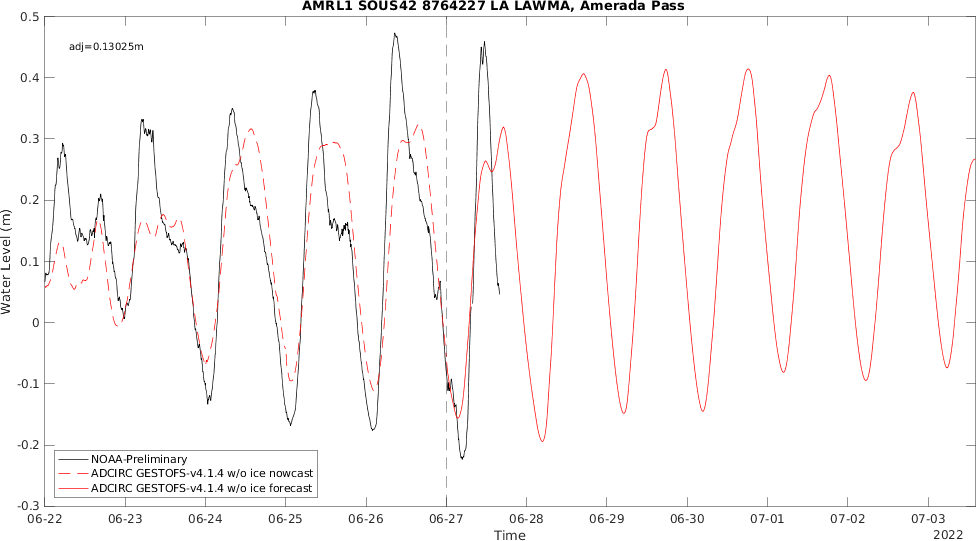 AMRL1 SOUS42 8764227 LA LAWMA, Amerada Pass
adj=0.13025m
Water Level (m)
0.5
0.4
0.3
0.2
0.1
0
-0.1
-0.2
-0.3
NOAA-Preliminary
ADCIRC GESTOFS-v4.1.4 w/o ice nowcast
ADCIRC GESTOFS-v4.1.4 w/o ice forecast
06-22 06-23 06-24 06-25 06-26 06-27 06-28 06-29 06-30 07-01 07-02 07-03
Time
2022